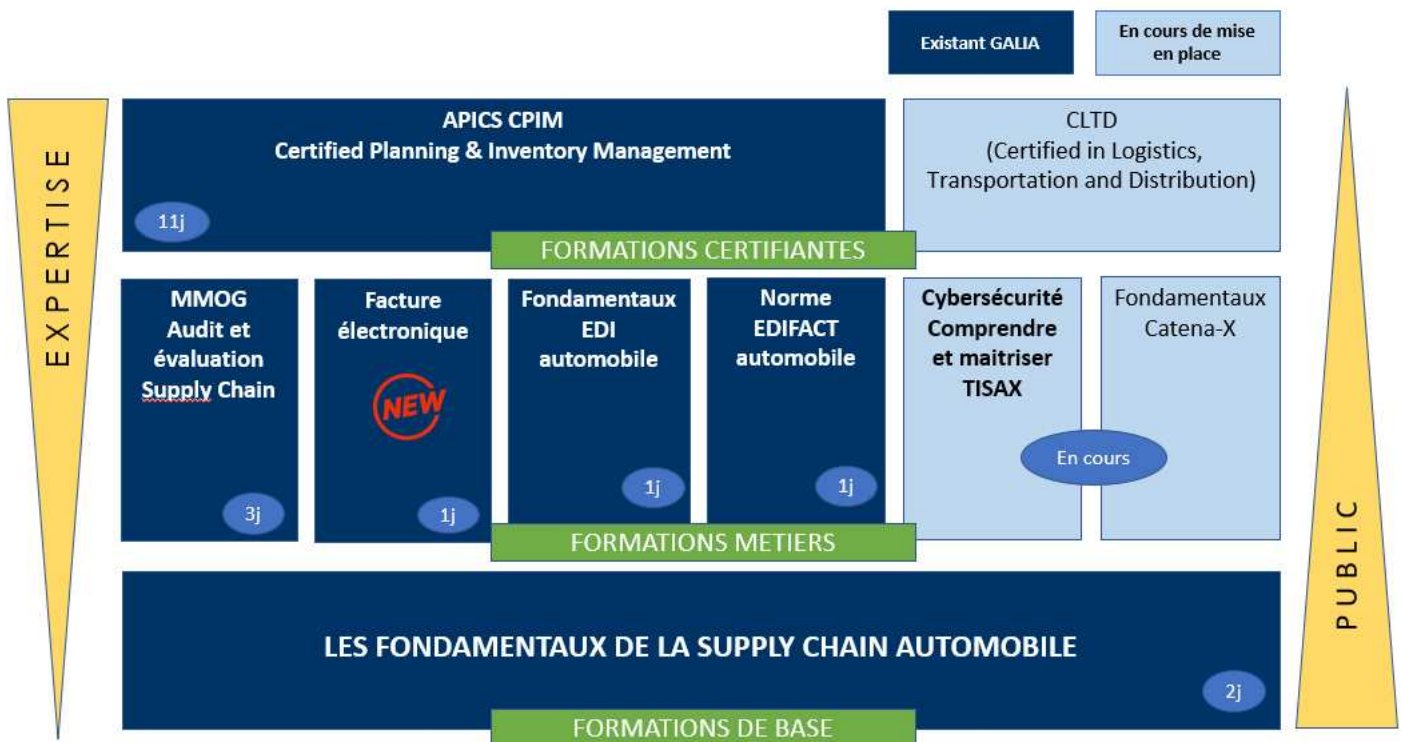 Existant GALIA
En cours de mise
en place
EXPERTISE
APICS CPIM
Certified Planning & Inventory Management
11j
CLTD
(Certified in Logistics,
Transportation and Distribution)
FORMATIONS CERTIFIANTES
MMOG
Audit et
évaluation
Supply Chain
3j
Facture
électronique
NEW
1j
Fondamentaux
EDI
automobile
1j
Norme
EDIFACT
automobile
1j
Cybersécurité
Comprendre
et maitriser
TISAX
Fondamentaux
Catena-X
En cours
FORMATIONS METIERS
LES FONDAMENTAUX DE LA SUPPLY CHAIN AUTOMOBILE
2j
FORMATIONS DE BASE
PUBLIC